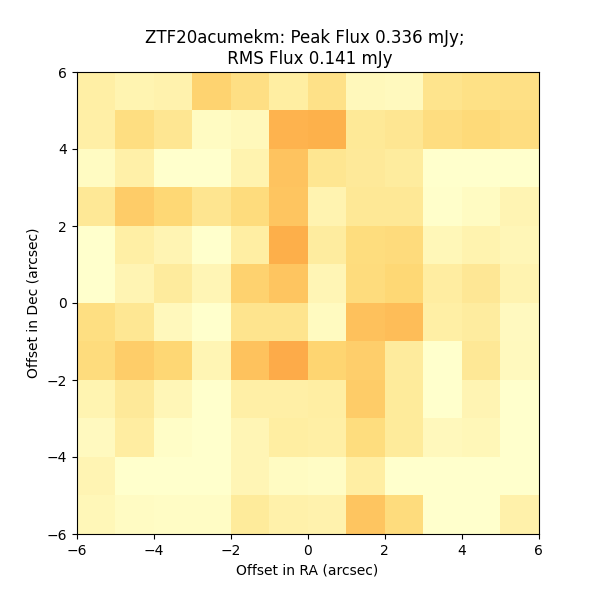 ZTF20acumekm: Peak Flux 0.336 mJy;
RMS Flux 0.141 mJy
6
4
2
0
−2
−4
−6
Offset in Dec (arcsec)
−6 −4 −2 0 2 4 6
Offset in RA (arcsec)